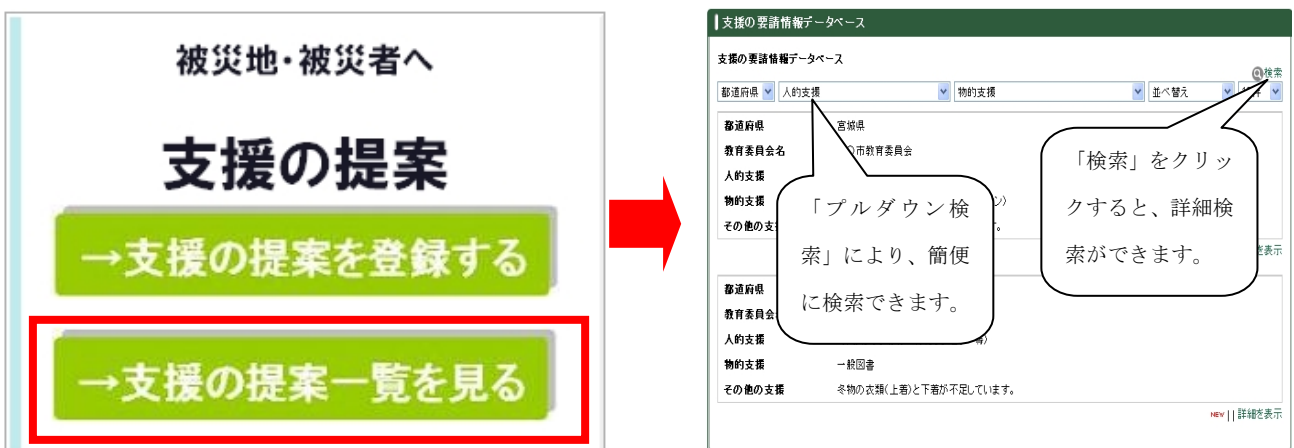 被災地・被災者へ
支援の提案
→支援の提案を登録する
→支援の提案一覧を見る
支援の要請情報データベース
支援の要請情報データベース
検索
都道府県 人的支援 物的支援 並べ替え
都道府県 宮城県
教育委員会名 市教育委員会
人的支援
物的支援
その他の支
「プルダウン検
索」により、簡便
に検索できます。
「検索」をクリッ
クすると、詳細検
索ができます。
を表示
都道府県
教育委員会
人的支援
物的支援 一般図書
その他の支援 冬物の衣類(上着)と下着が不足しています。
NEW || 詳細を表示